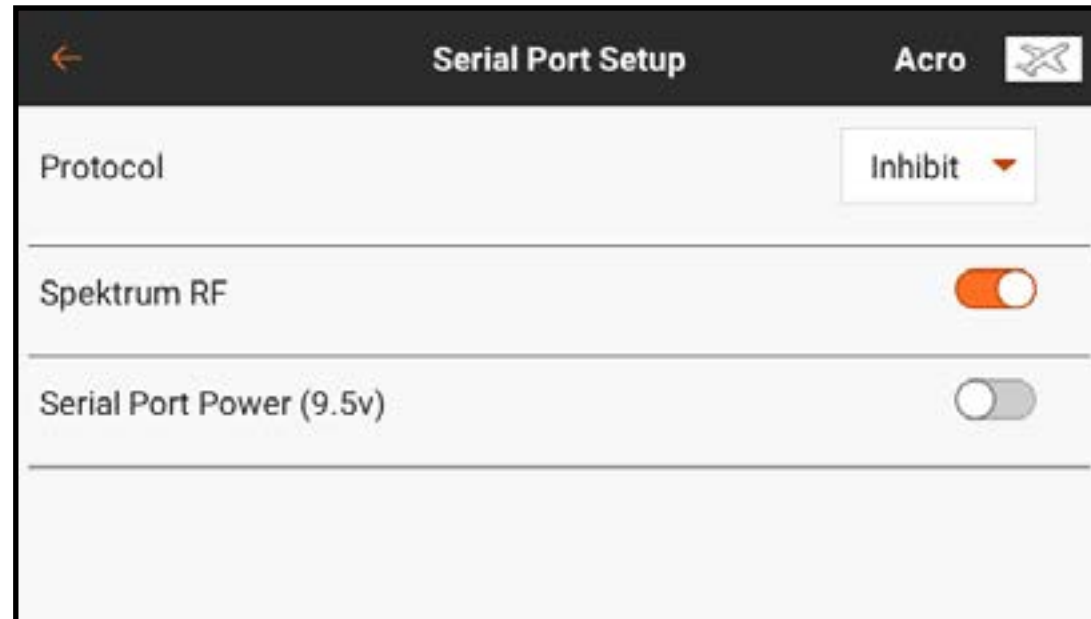 Serial Port Setup Acro
Protocol Inhibit
Spektrum RF
Serial Port Power (9.5v)